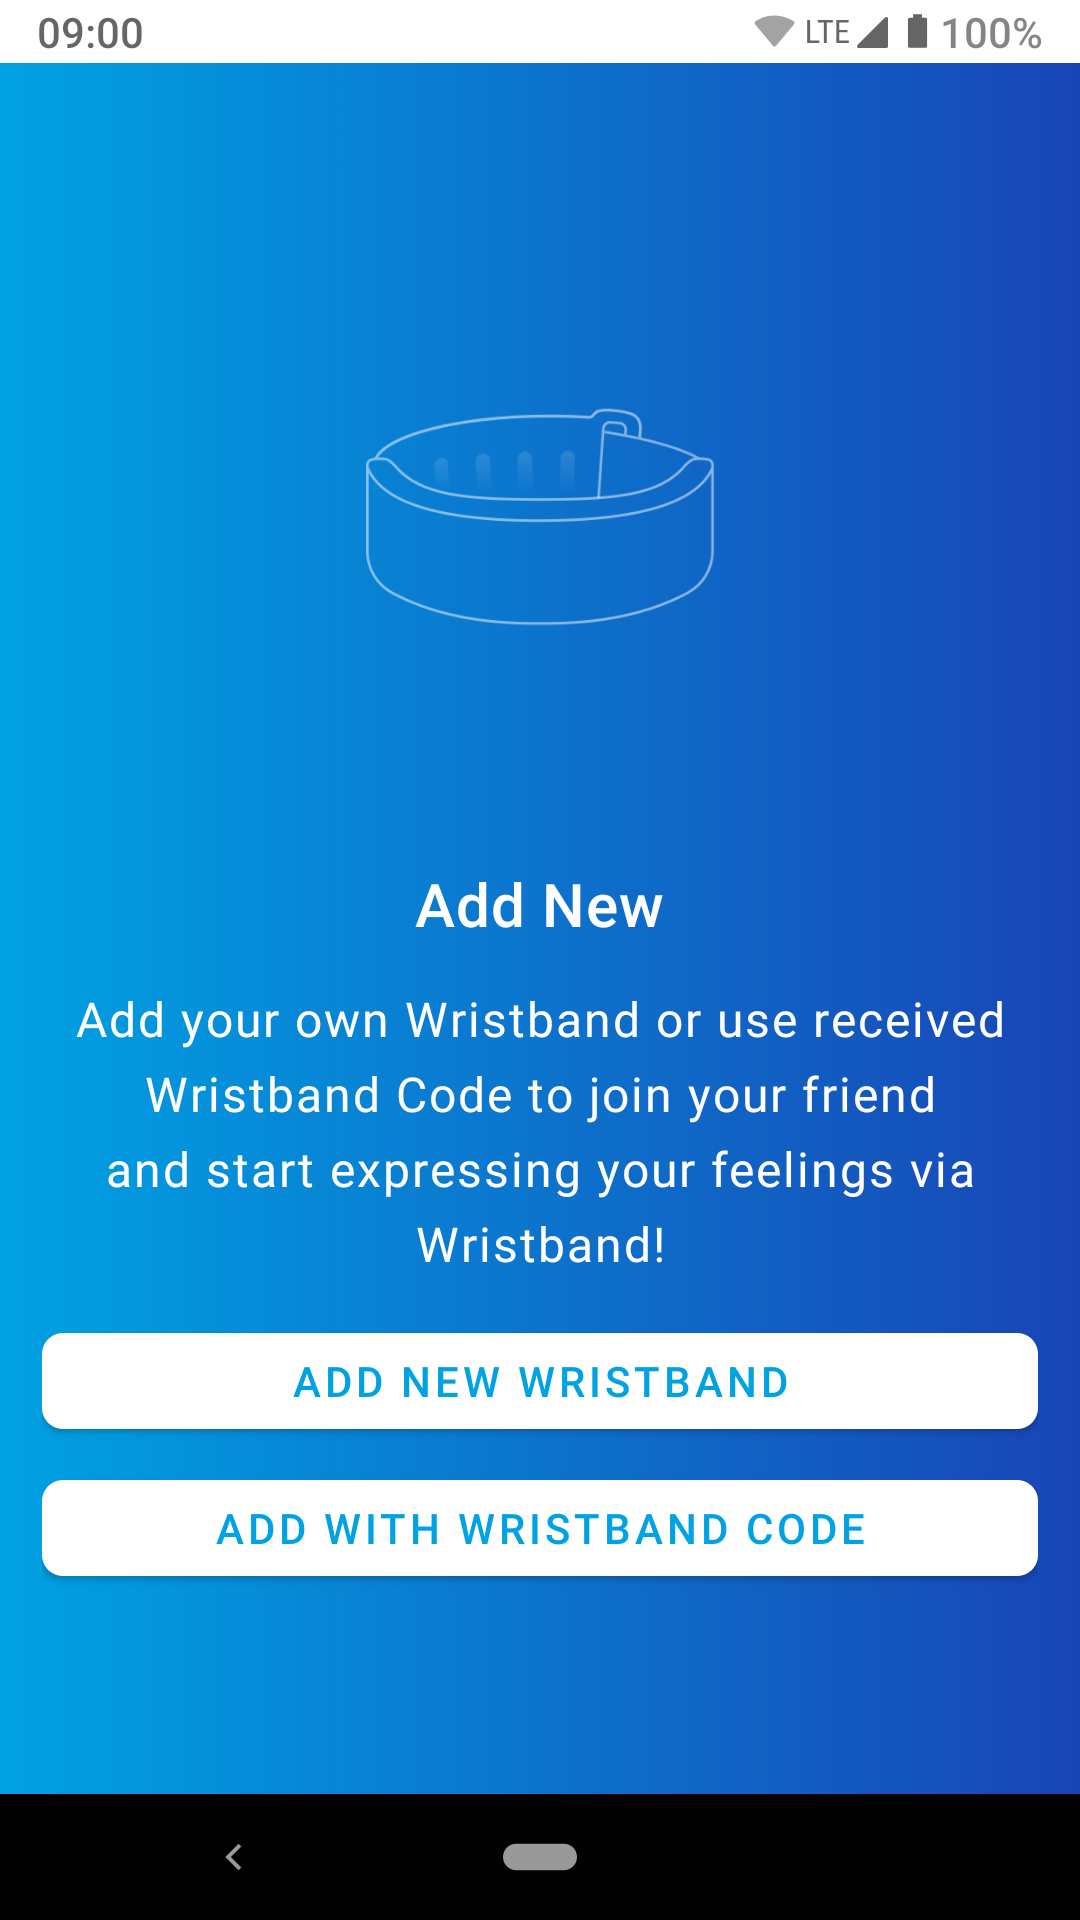 09:00 LTE 100%
Add New
Add your own Wristband or use received
Wristband Code to join your friend
and start expressing your feelings via
Wristband!
ADD NEW WRISTBAND
ADD WITH WRISTBAND CODE